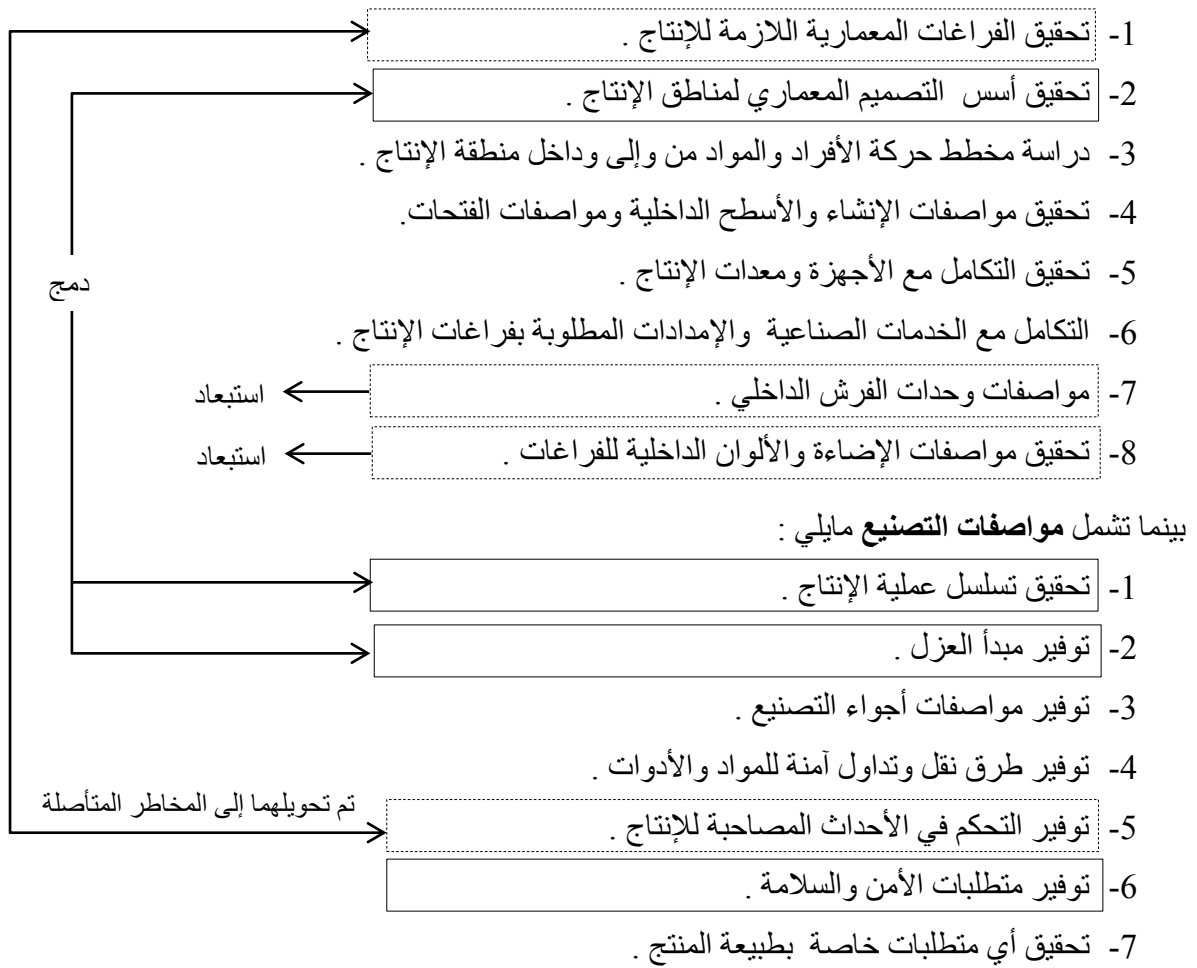 1- تحقيق الفراغات المعمارية اللازمة للإنتاج .
2- تحقيق أسس التصميم المعماري لمناطق الإنتاج .
3- دراسة مخطط حركة الأفراد والمواد من وإلى وداخل منطقة الإنتاج .
4- تحقيق مواصفات الإنشاء والأسطح الداخلية ومواصفات الفتحات.
5- تحقيق التكامل مع الأجهزة ومعدات الإنتاج .
دمج
6- التكامل مع الخدمات الصناعية والإمدادات المطلوبة بفراغات الإنتاج .
7- مواصفات وحدات الفرش الداخلي .
استبعاد
8- تحقيق مواصفات الإضاءة والألوان الداخلية للفراغات .
استبعاد
بينما تشمل مواصفات التصنيع مايلي :
1- تحقيق تسلسل عملية الإنتاج .
2- توفير مبدأ العزل .
3- توفير مواصفات أجواء التصنيع .
4- توفير طرق نقل وتداول آمنة للمواد والأدوات .
تم تحويلهما إلى المخاطر المتأصلة
5- توفير التحكم في الأحداث المصاحبة للإنتاج .
6- توفير متطلبات الأمن والسلامة .
7- تحقيق أي متطلبات خاصة بطبيعة المنتج .